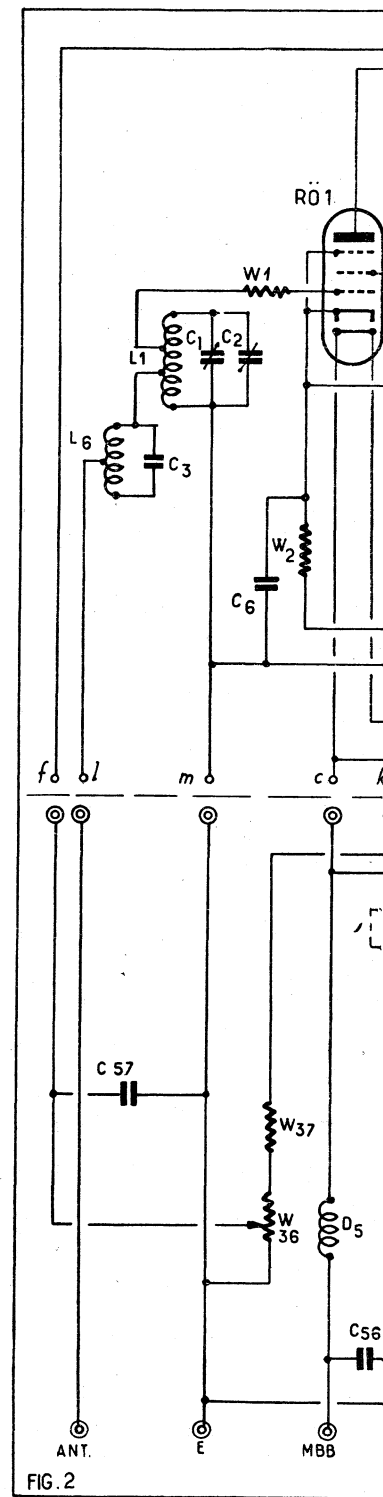 RÖ1
W1
L1 C1 C2
L6
C3
W2
C6
f l m c k
C 57
W37
W
36
D5
C56
ANT. E MBB
FIG. 2